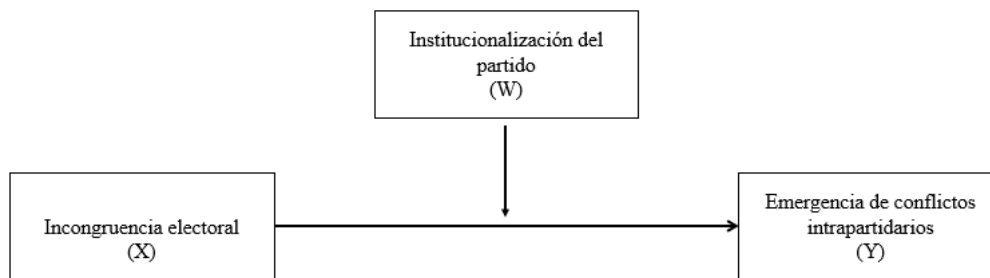 Institucionalización del
partido
(W)
Incongruencia electoral
(X)
Emergencia de conflictos
intrapartidarios
(Y)